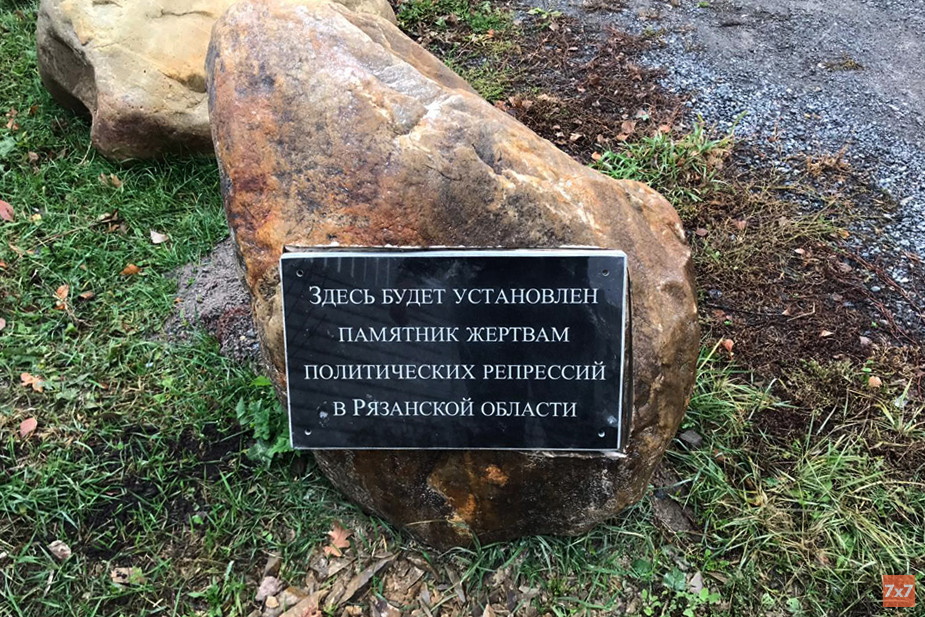 Здесь будет установлен
памятник жертвам
политических репрессий
в Рязанской области
7x7